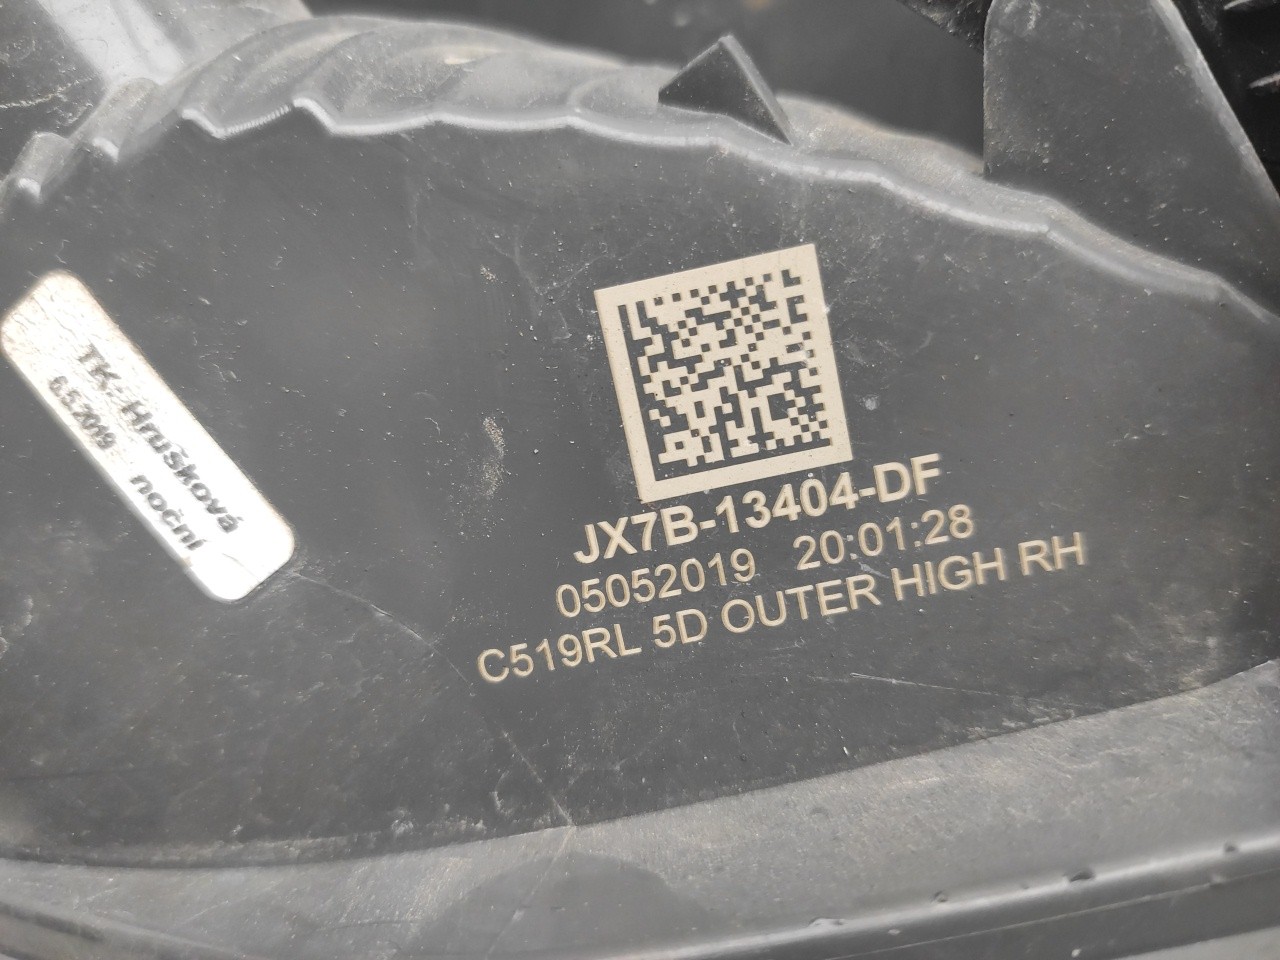 TK: Hrušková
6.5.2019 noční
JX7B-13404-DF
05052019 20:01:28
C519RL 5D OUTER HIGH RH